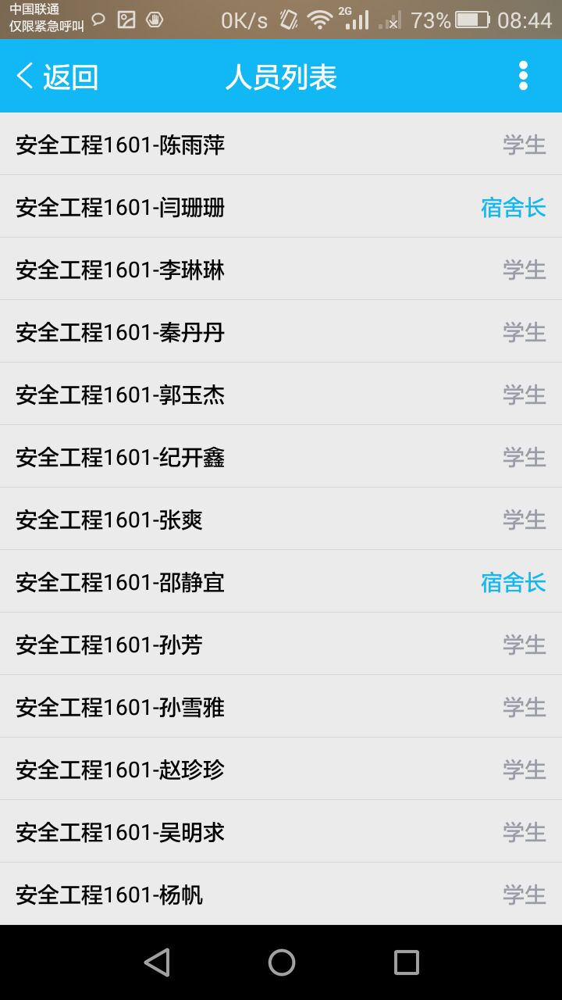 中国联通
仅限紧急呼叫
0K/s 2G 73% 08:44
返回 人员列表
安全工程1601-陈雨萍 学生
安全工程1601-闫珊珊 宿舍长
安全工程1601-李琳琳 学生
安全工程1601-秦丹丹 学生
安全工程1601-郭玉杰 学生
安全工程1601-纪开鑫 学生
安全工程1601-张爽 学生
安全工程1601-邵静宜 宿舍长
安全工程1601-孙芳 学生
安全工程1601-孙雪雅 学生
安全工程1601-赵珍珍 学生
安全工程1601-吴明求 学生
安全工程1601-杨帆 学生